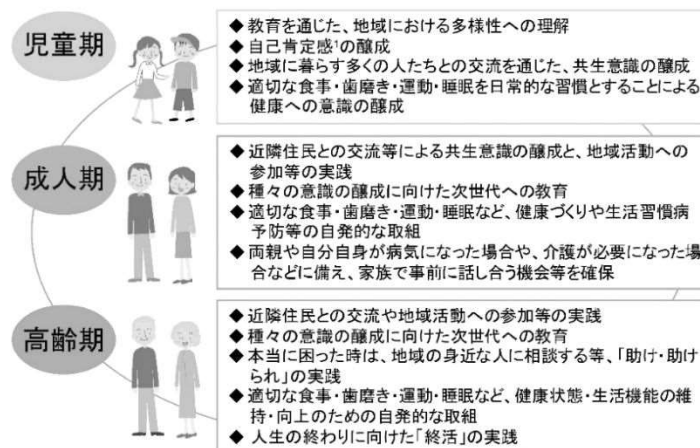 児童期
◆教育を通じた、地域における多様性への理解
◆自己肯定感¹の醸成
◆地域に暮らす多くの人たちとの交流を通じた、共生意識の醸成
◆適切な食事・歯磨き・運動・睡眠を日常的な習慣とすることによる
健康への意識の醸成
成人期
◆近隣住民との交流等による共生意識の醸成と、地域活動への
参加等の実践
◆種々の意識の醸成に向けた次世代への教育
◆適切な食事・歯磨き・運動・睡眠など、健康づくりや生活習慣病
予防等の自発的な取組
◆両親や自分自身が病気になった場合や、介護が必要になった場
合などに備え、家族で事前に話し合う機会等を確保
高齢期
◆近隣住民との交流や地域活動への参加等の実践
◆種々の意識の醸成に向けた次世代への教育
◆本当に困った時は、地域の身近な人に相談する等、「助け・助け
られ」の実践
◆適切な食事・歯磨き・運動・睡眠など、健康状態・生活機能の維
持・向上のための自発的な取組
◆人生の終わりに向けた「終活」の実践